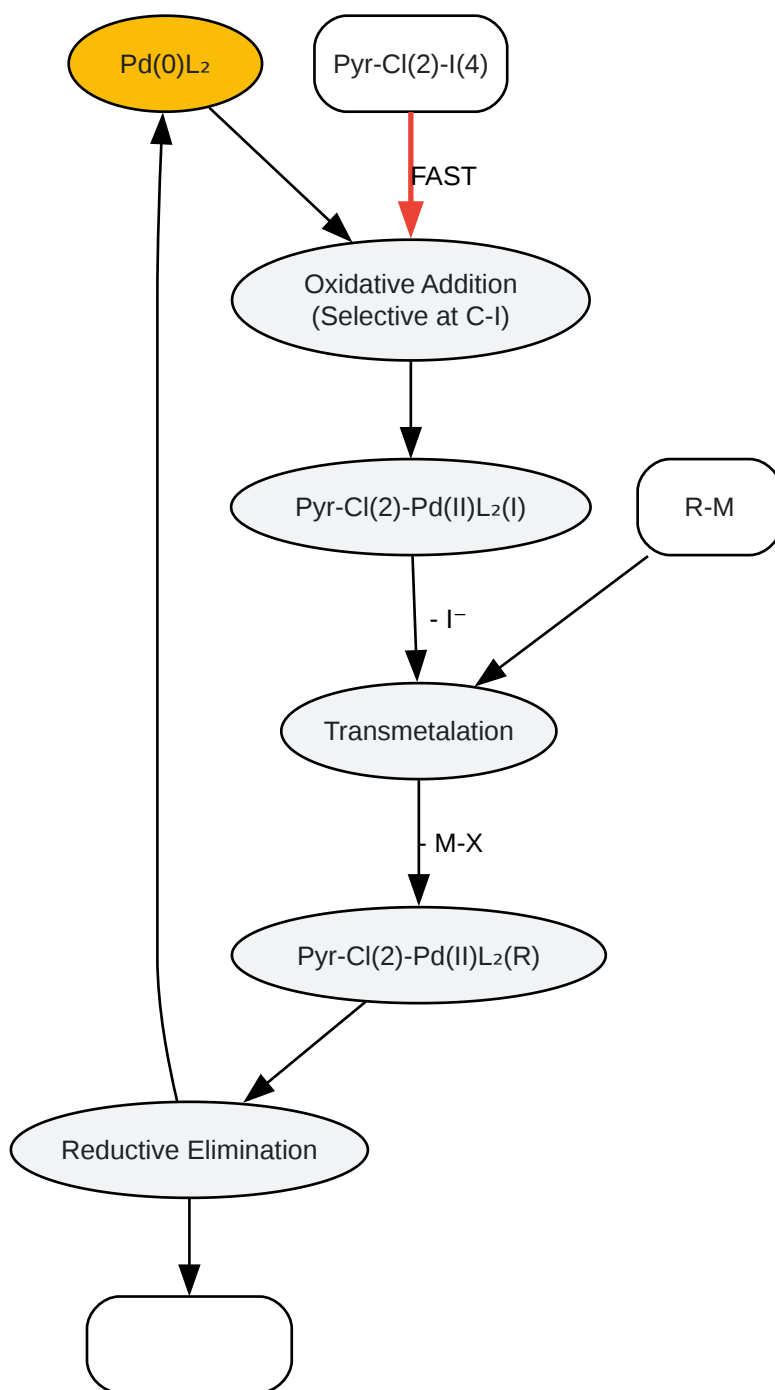 Pd(0)L₂
Pyr-Cl(2)-I(4)
FAST
Oxidative Addition
(Selective at C-I)
Pyr-Cl(2)-Pd(II)L₂(I)
R-M
- I⁻
Transmetalation
- M-X
Pyr-Cl(2)-Pd(II)L₂(R)
Reductive Elimination